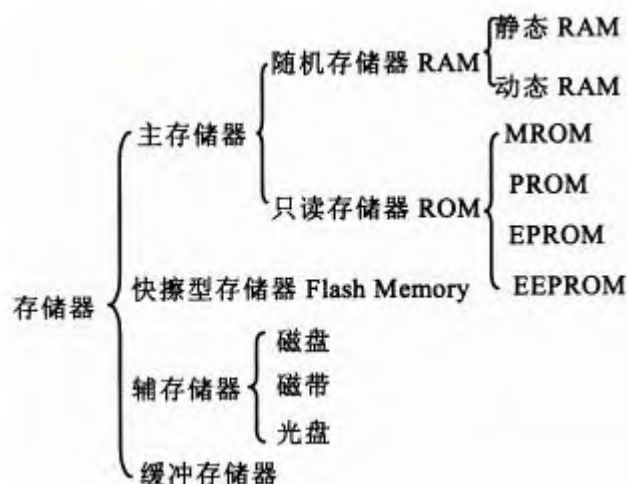 静态 RAM
随机存储器 RAM
动态 RAM
主存储器
MROM
PROM
只读存储器 ROM
EPROM
EEPROM
快擦型存储器 Flash Memory
存储器
磁盘
辅存储器
磁带
光盘
缓冲存储器